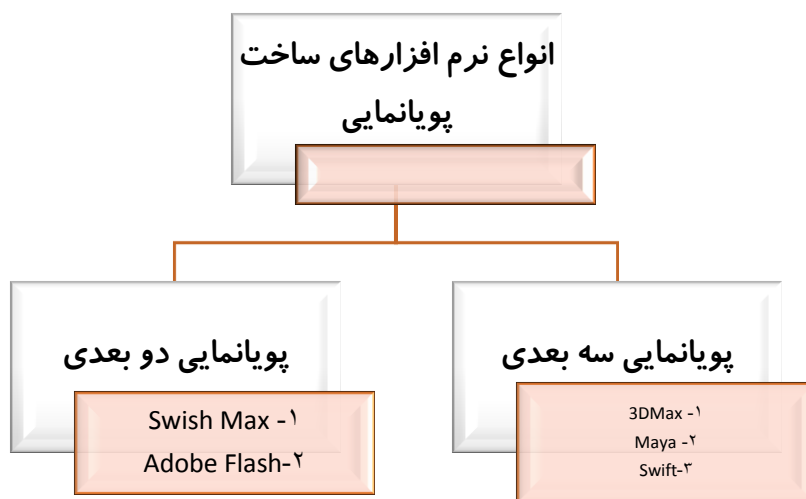 انواع نرم افزارهای ساخت
پویانمایی
پویانمایی سه بعدی
۱- 3DMax
۲- Maya
۳-Swift
پویانمایی دو بعدی
۱- Swish Max
۲-Adobe Flash